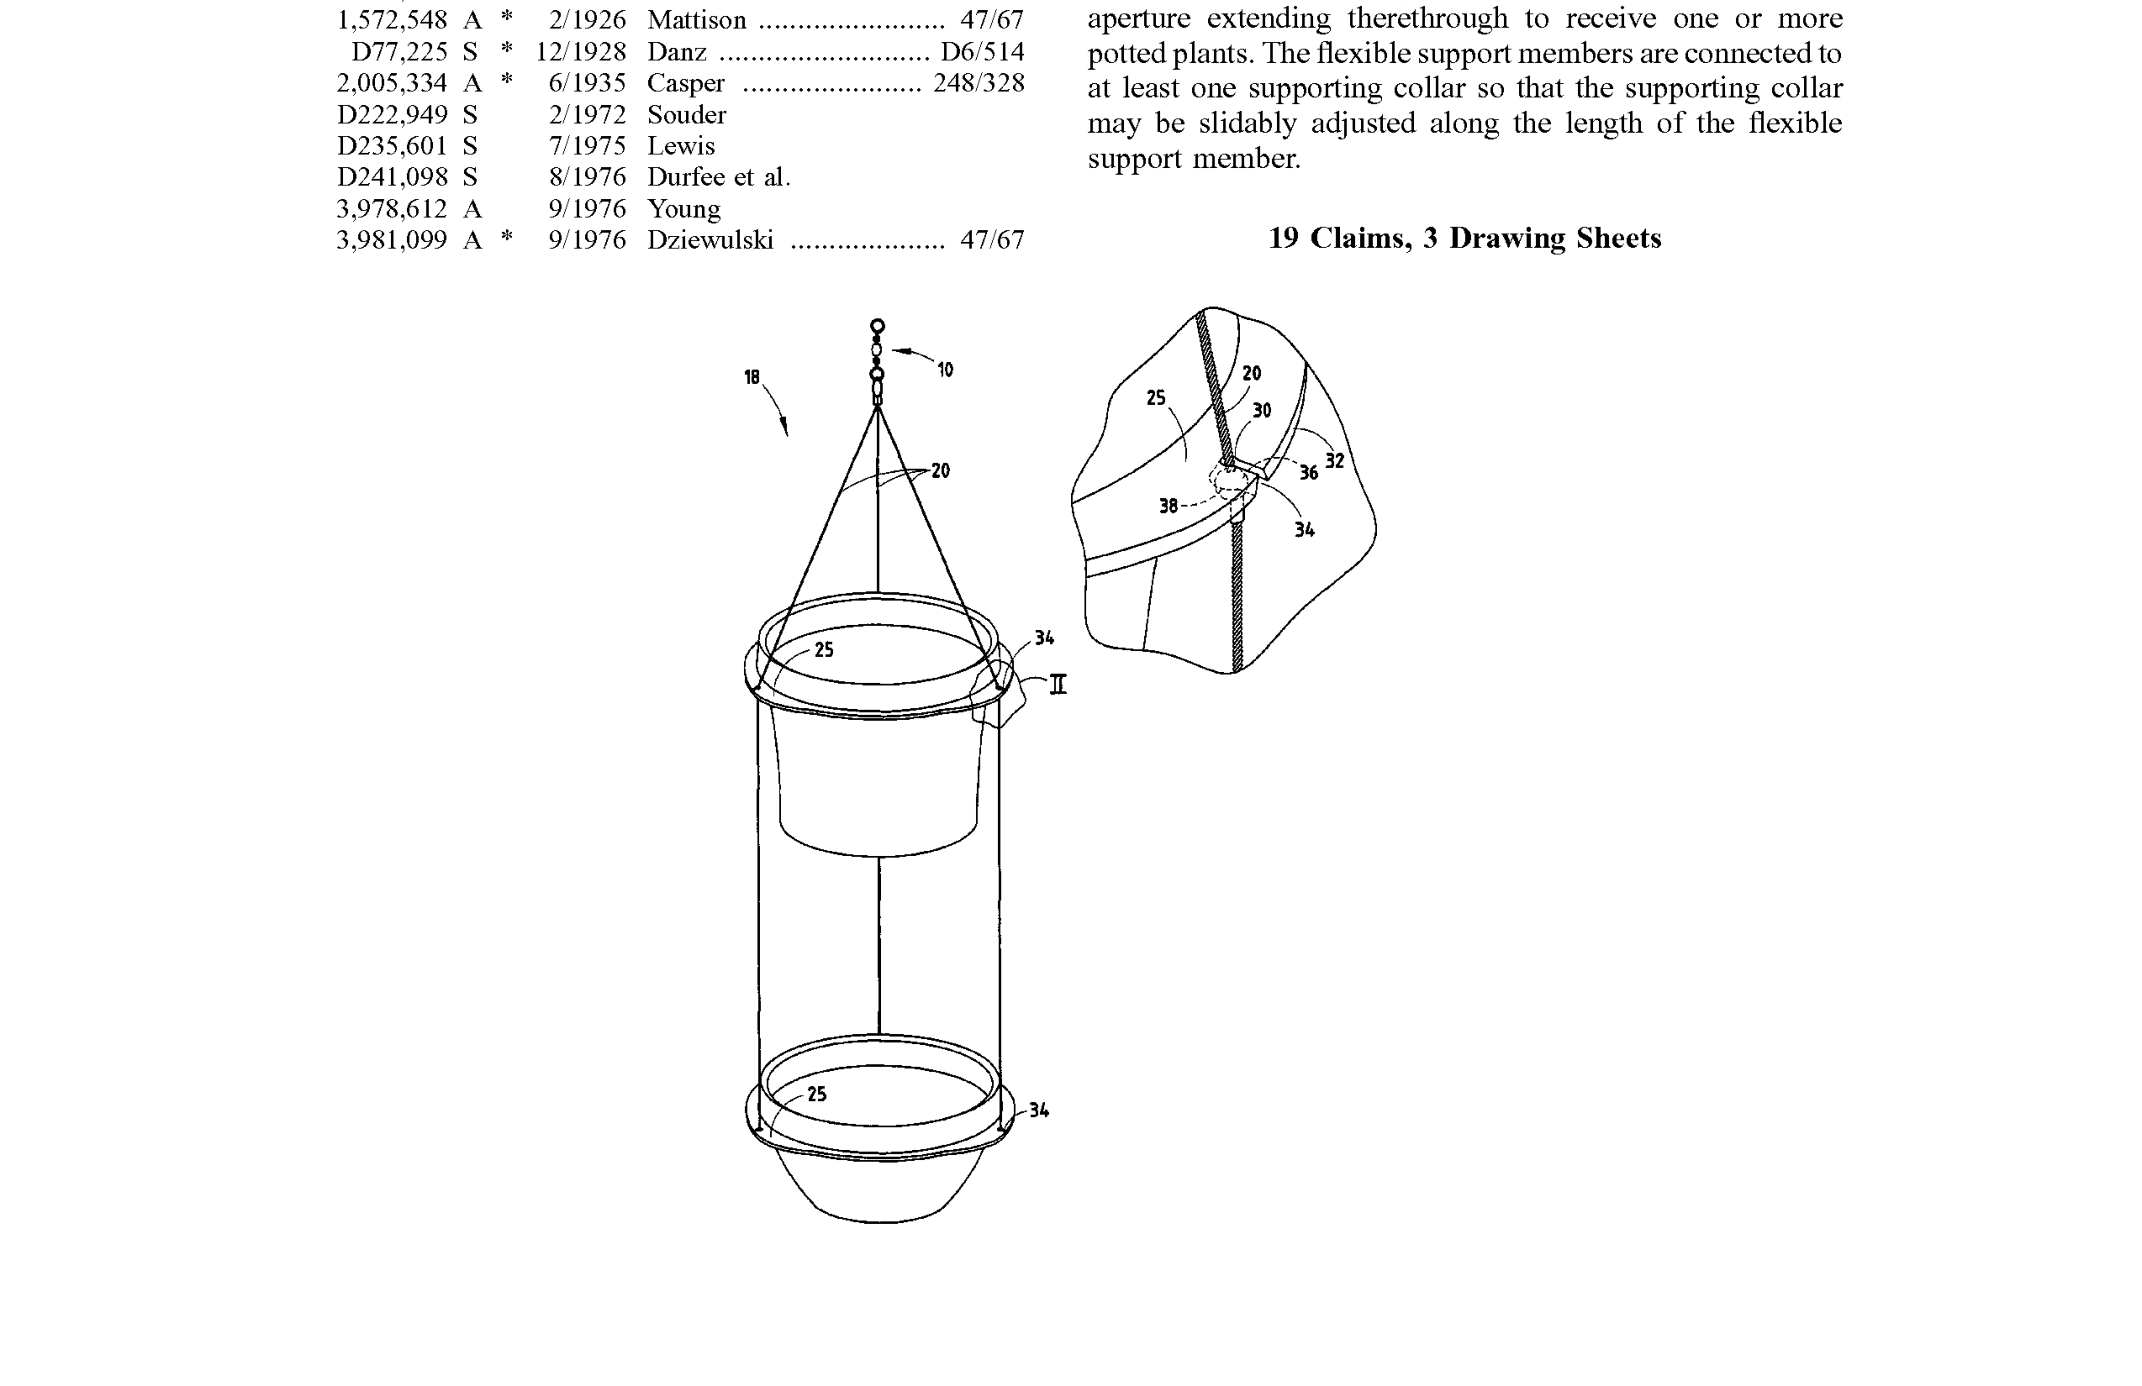 1,572,548 A * 2/1926 Mattison ........................ 47/67
D77,225 S * 12/1928 Danz ........................... D6/514
2,005,334 A * 6/1935 Casper ....................... 248/328
D222,949 S 2/1972 Souder
D235,601 S 7/1975 Lewis
D241,098 S 8/1976 Durfee et al.
3,978,612 A 9/1976 Young
3,981,099 A * 9/1976 Dziewulski .................... 47/67
aperture extending therethrough to receive one or more
potted plants. The flexible support members are connected to
at least one supporting collar so that the supporting collar
may be slidably adjusted along the length of the flexible
support member.
19 Claims, 3 Drawing Sheets
10
18
20
25
34
II
25
34
20
25
30
32
36
38
34